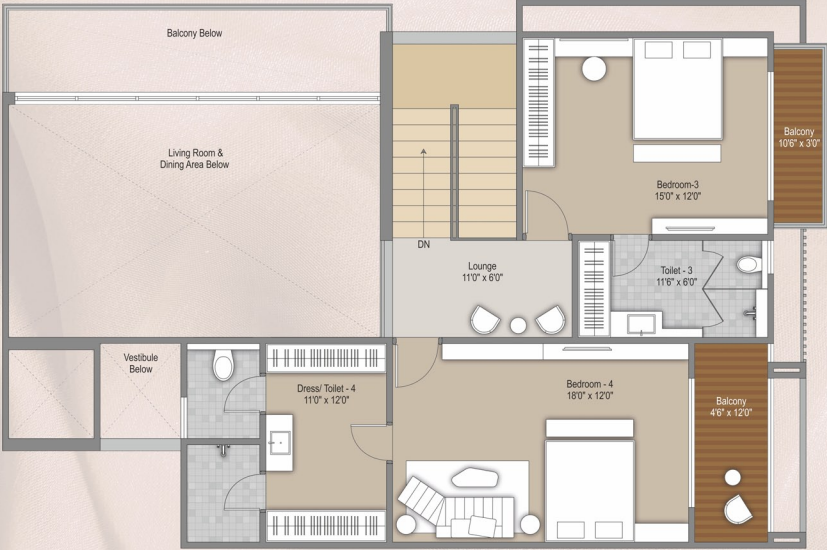 Balcony Below
Living Room &
Dining Area Below
Balcony
10'6" x 3'0"
Bedroom-3
15'0" x 12'0"
DN
Lounge
11'0" x 6'0"
Toilet - 3
11'6" x 6'0"
Vestibule
Below
Dress/ Toilet - 4
11'0" x 12'0"
Bedroom - 4
18'0" x 12'0"
Balcony
4'6" x 12'0"